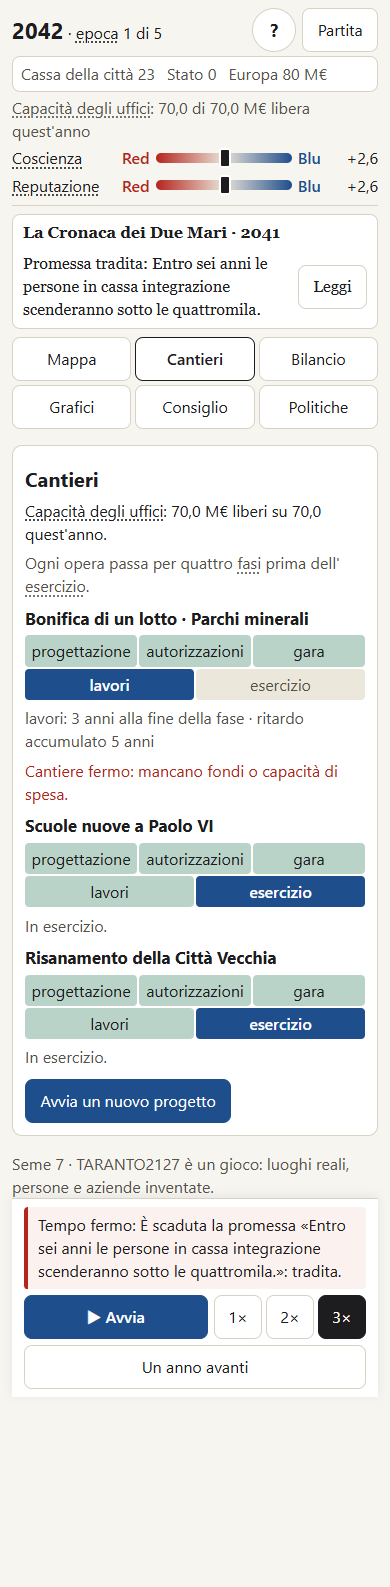 2042 · epoca 1 di 5
?
Partita
Cassa della città 23 Stato 0 Europa 80 M€
Capacità degli uffici: 70,0 di 70,0 M€ libera
quest'anno
Coscienza Red Blu +2,6
Reputazione Red Blu +2,6
La Cronaca dei Due Mari · 2041
Promessa tradita: Entro sei anni le
persone in cassa integrazione
scenderanno sotto le quattromila.
Leggi
Mappa Cantieri Bilancio
Grafici Consiglio Politiche
Cantieri
Capacità degli uffici: 70,0 M€ liberi su 70,0
quest'anno.
Ogni opera passa per quattro fasi prima dell'
esercizio.
Bonifica di un lotto · Parchi minerali
progettazione autorizzazioni gara
lavori esercizio
lavori: 3 anni alla fine della fase · ritardo
accumulato 5 anni
Cantiere fermo: mancano fondi o capacità di
spesa.
Scuole nuove a Paolo VI
progettazione autorizzazioni gara
lavori esercizio
In esercizio.
Risanamento della Città Vecchia
progettazione autorizzazioni gara
lavori esercizio
In esercizio.
Avvia un nuovo progetto
Seme 7 · TARANTO2127 è un gioco: luoghi reali,
persone e aziende inventate.
Tempo fermo: È scaduta la promessa «Entro
sei anni le persone in cassa integrazione
scenderanno sotto le quattromila.»: tradita.
▶ Avvia 1× 2× 3×
Un anno avanti